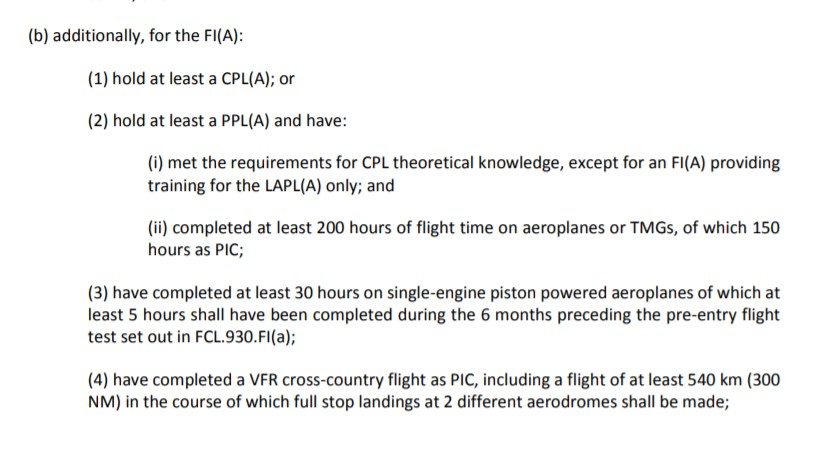 (b) additionally, for the FI(A):
(1) hold at least a CPL(A); or
(2) hold at least a PPL(A) and have:
(i) met the requirements for CPL theoretical knowledge, except for an FI(A) providing
training for the LAPL(A) only; and
(ii) completed at least 200 hours of flight time on aeroplanes or TMGs, of which 150
hours as PIC;
(3) have completed at least 30 hours on single-engine piston powered aeroplanes of which at
least 5 hours shall have been completed during the 6 months preceding the pre-entry flight
test set out in FCL.930.FI(a);
(4) have completed a VFR cross-country flight as PIC, including a flight of at least 540 km (300
NM) in the course of which full stop landings at 2 different aerodromes shall be made;